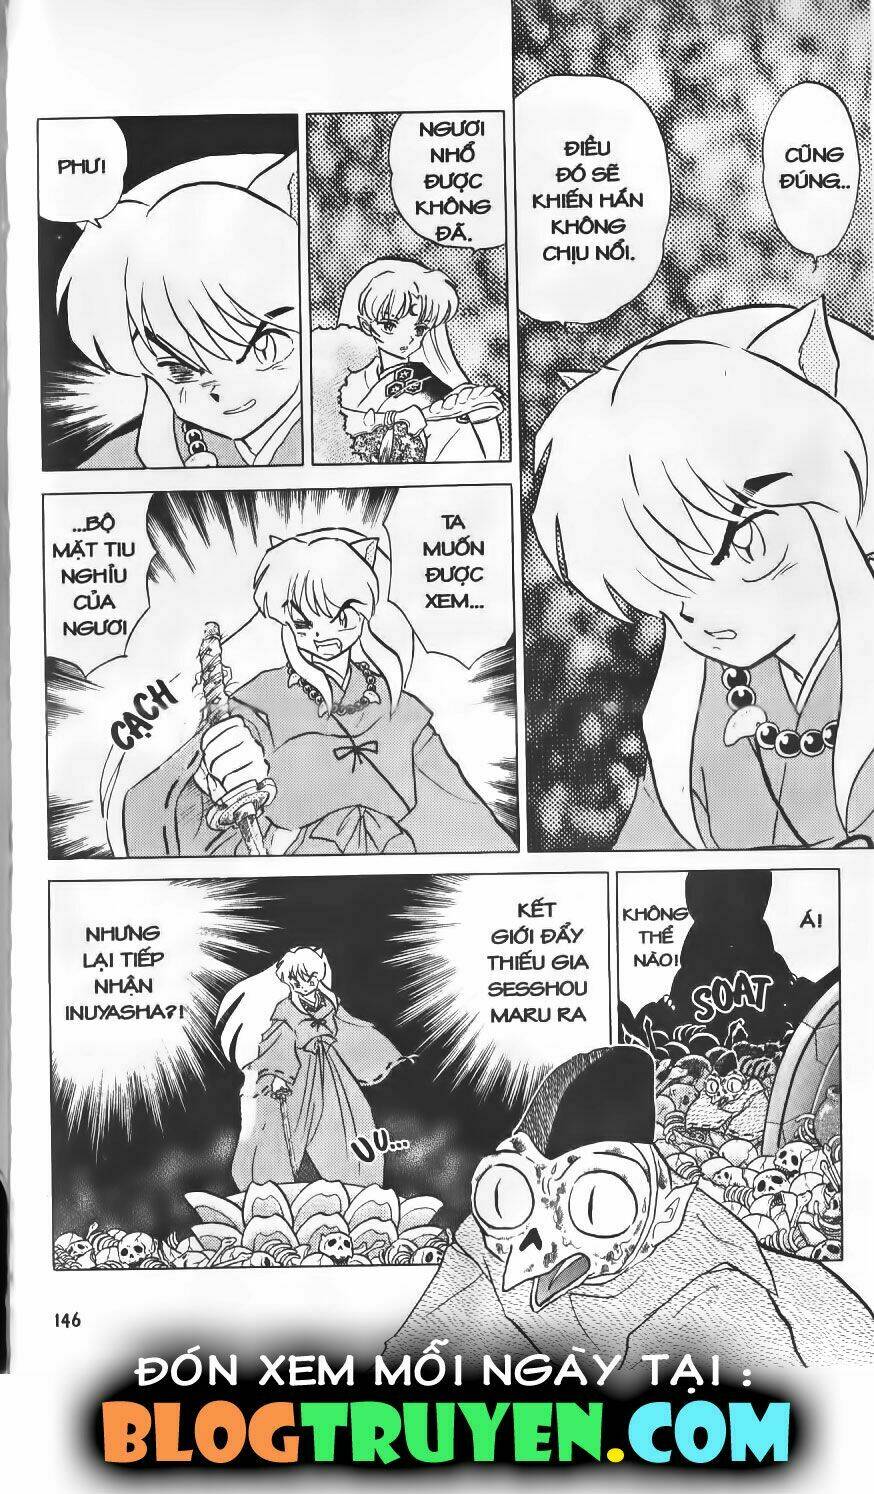 CŨNG
ĐÚNG..
ĐIỀU
ĐÓ SẼ
KHIẾN HẮN
KHÔNG
CHỊU NỔI.
NGƯƠI
NHỔ
ĐƯỢC
KHÔNG
ĐÃ.
PHƯ!
TA
MUỐN
ĐƯỢC
XEM...
...BỘ
MẶT TIU
NGHỈU
CỦA
NGƯƠI
CẠCH
Á!
KHÔNG
THỂ
NÀO!
SOẠT
KẾT
GIỚI ĐẨY
THIẾU GIA
SESSHOU
MARU RA
NHƯNG
LẠI TIẾP
NHẬN
INUYASHA?!
UU...
146
ĐÓN XEM MỖI NGÀY TẠI :
BLOGTRUYEN.COM